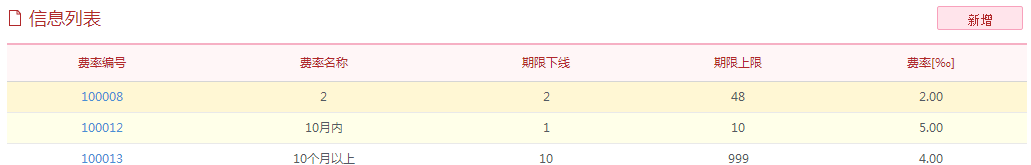 信息列表
新增
费率编号 费率名称 期限下线 期限上限 费率[‰]
100008 2 2 48 2.00
100012 10月内 1 10 5.00
100013 10个月以上 10 999 4.00